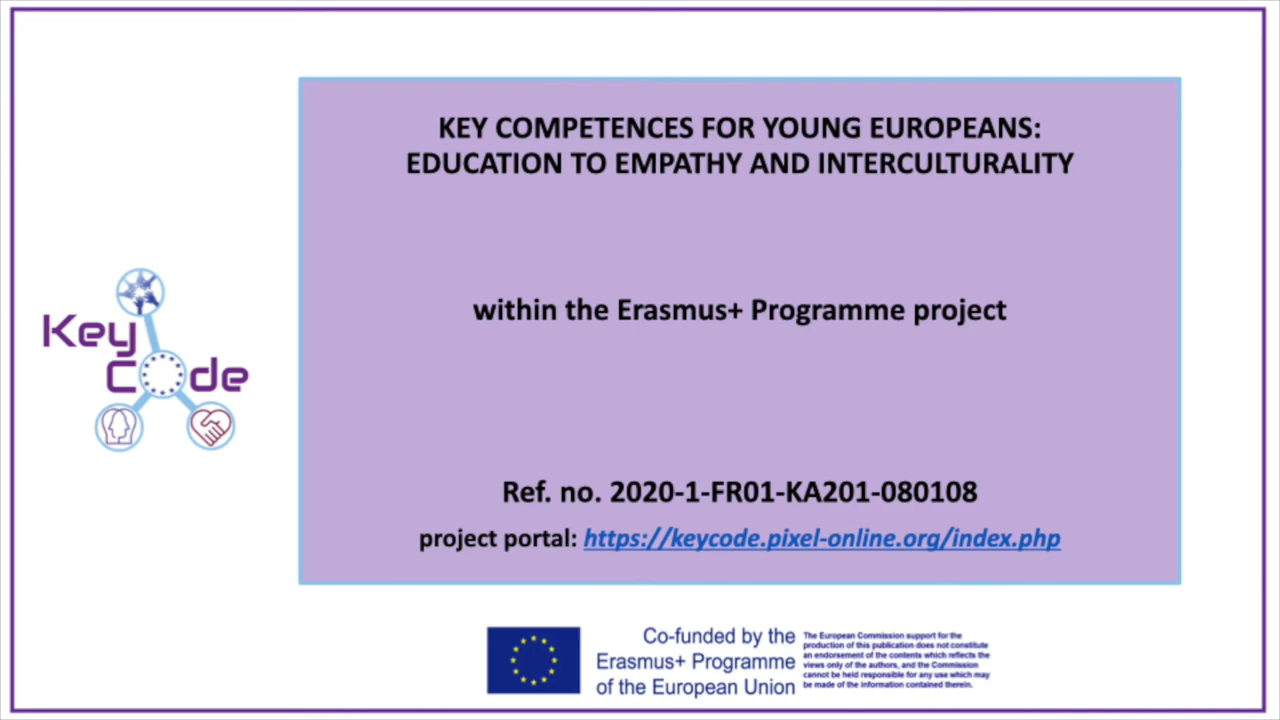 KEY COMPETENCES FOR YOUNG EUROPEANS:
EDUCATION TO EMPATHY AND INTERCULTURALITY
within the Erasmus+ Programme project
Key
Code
Ref. no. 2020-1-FR01-KA201-080108
project portal: https://keycode.pixel-online.org/index.php
Co-funded by the
Erasmus+ Programme
of the European Union
The European Commission support for the
production of this publication does not constitute
an endorsement of the contents which reflects the
views only of the authors, and the Commission
cannot be held responsible for any use which may
be made of the information contained therein.